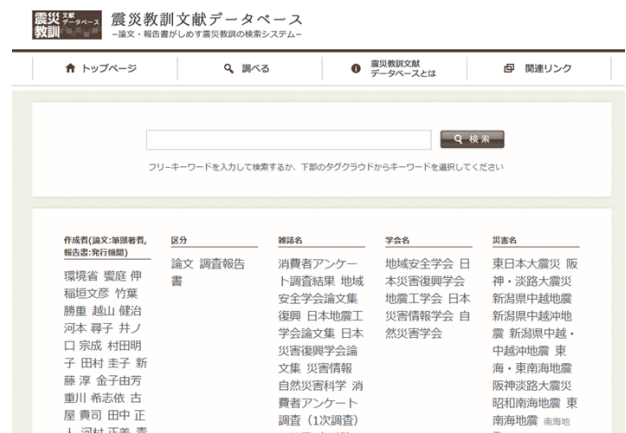 震災 文献データベース
教訓
震災教訓文献データベース
-論文・報告書がしめす震災教訓の検索システム-
トップページ
調べる
震災教訓文献
データベースとは
関連リンク
検索
フリーキーワードを入力して検索するか、下部のタグクラウドからキーワードを選択してください
作成者(論文:筆頭著者,
報告書:発行機関)
環境省 饗庭 伸
稲垣文彦 竹葉
勝重 越山 健治
河本 尋子 井ノ
口 宗成 村田明
子 田村 圭子 新
藤 淳 金子由芳
重川 希志依 古
屋 貴司 田中 正
人 河村 正美
区分
論文 調査報告
書
雑誌名
消費者アンケー
ト調査結果 地域
安全学会論文集
復興 日本地震工
学会論文集 日本
災害復興学会論
文集 災害情報
自然災害科学 消
費者アンケート
調査（1次調査）
学会名
地域安全学会 日
本災害復興学会
地震工学会 日本
災害情報学会 自
然災害学会
災害名
東日本大震災 阪
神・淡路大震災
新潟県中越地震
新潟県中越沖地
震 新潟県中越・
中越沖地震 東
海・東南海地震
阪神淡路大震災
昭和南海地震 東
南海地震 南海地